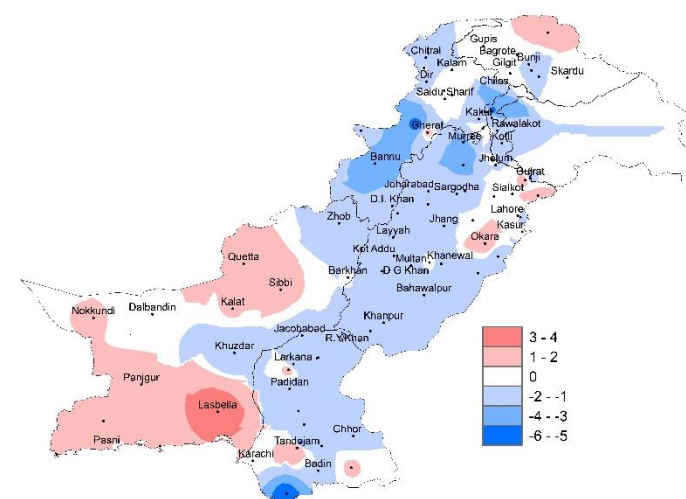 Gupis
Chitral
Bagrote
Bunji
Kalam
Gilgit
Skardu
Dir
Chilas
Saidu Sharif
Kakul
Cherat
Rawalakot
Murree
Kotli
Bannu
Jhelum
Gujrat
Joharabad
Sargodha
Sialkot
D.I. Khan
Lahore
Zhob
Jhang
Kasur
Layyah
Okara
Kot Addu
Quetta
Multan
Khanewal
Barkhan
D G Khan
Sibbi
Bahawalpur
Kalat
Nokkundi
Dalbandin
Khanpur
Jacobabad
R.Y.Khan
Khuzdar
Larkana
Panjgur
Padidan
Lasbella
Chhor
Pasni
Tandojam
Karachi
Badin
3 - 4
1 - 2
0
-2 - -1
-4 - -3
-6 - -5